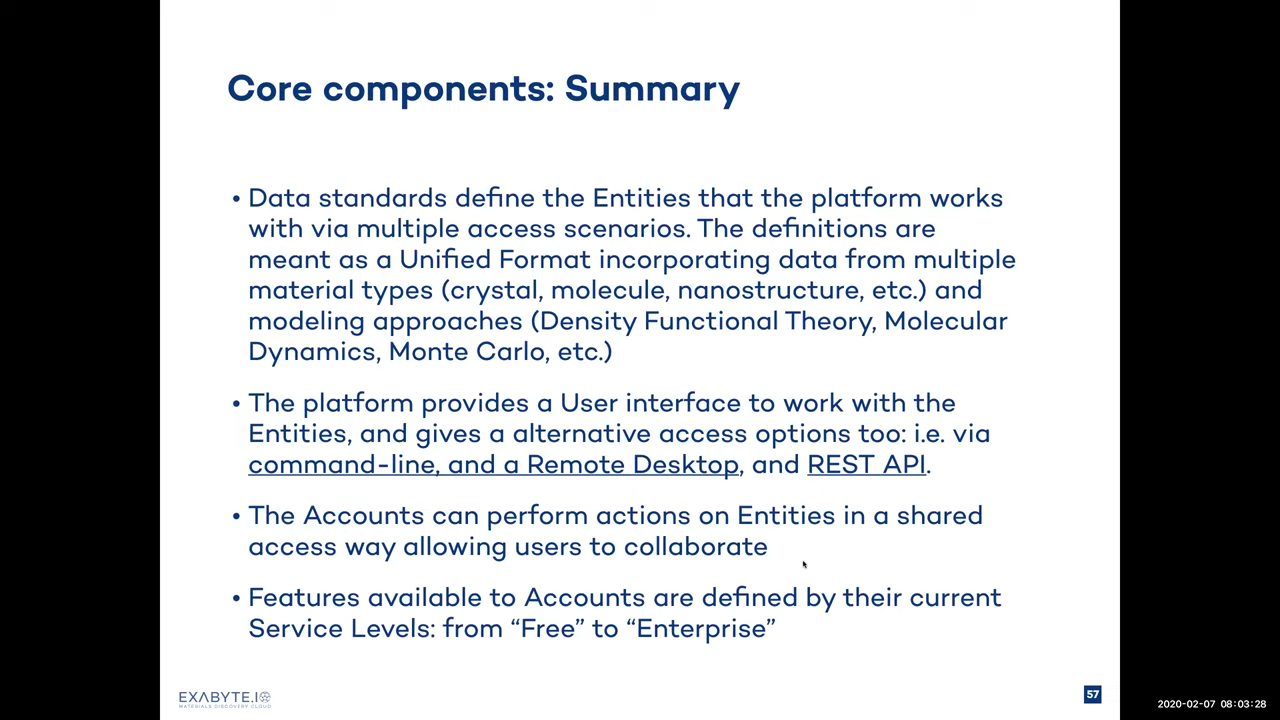 Core components: Summary
• Data standards define the Entities that the platform works
with via multiple access scenarios. The definitions are
meant as a Unified Format incorporating data from multiple
material types (crystal, molecule, nanostructure, etc.) and
modeling approaches (Density Functional Theory, Molecular
Dynamics, Monte Carlo, etc.)
• The platform provides a User interface to work with the
Entities, and gives a alternative access options too: i.e. via
command-line, and a Remote Desktop, and REST API.
• The Accounts can perform actions on Entities in a shared
access way allowing users to collaborate
• Features available to Accounts are defined by their current
Service Levels: from “Free” to “Enterprise”
EXABYTE.IO
MATERIALS DISCOVERY CLOUD
57
2020-02-07 08:03:28